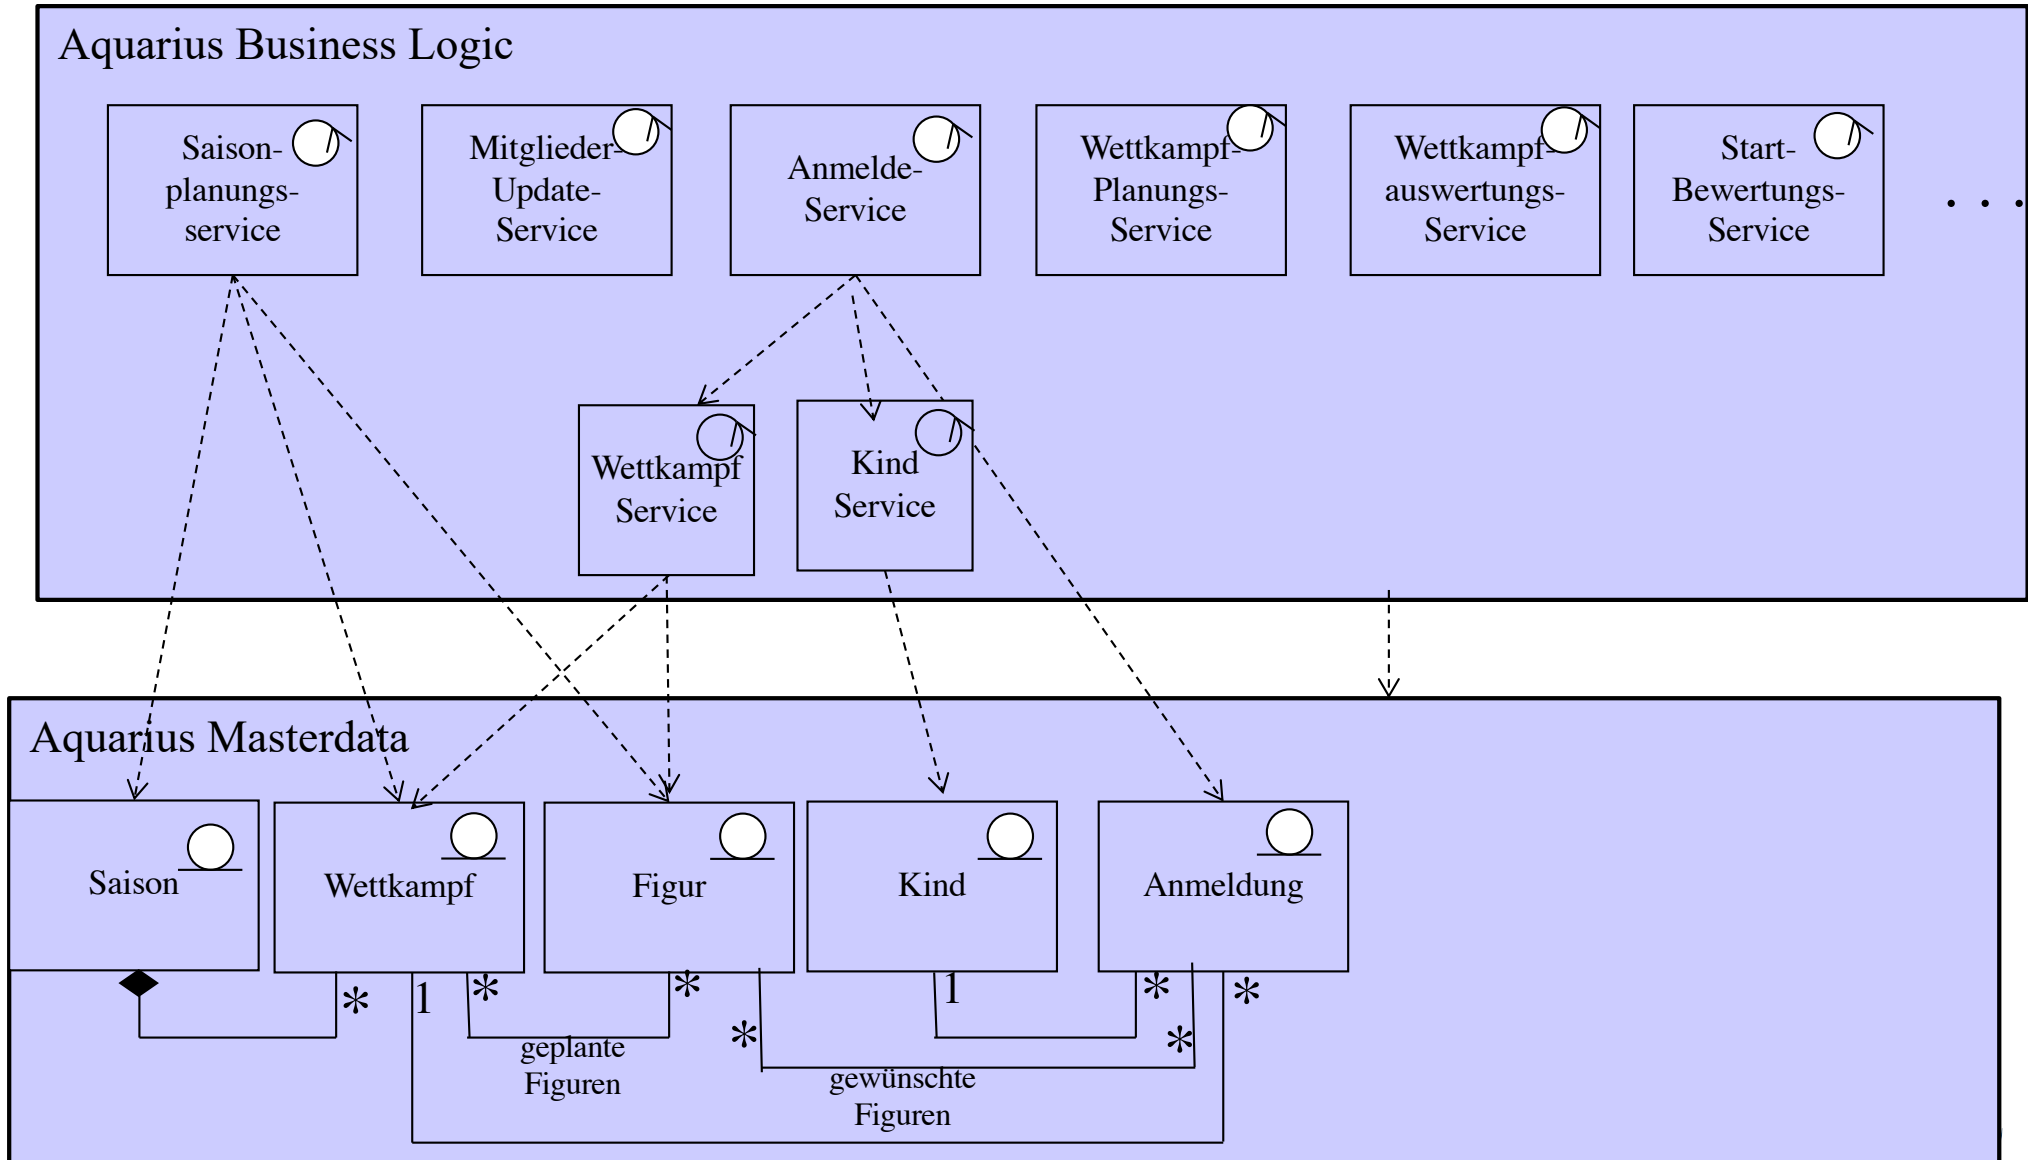 Aquarius Business Logic
Saison-
planungs-
service
Mitglieder-
Update-
Service
Anmelde-
Service
Wettkampf-
Planungs-
Service
Wettkampf-
auswertungs-
Service
Start-
Bewertungs-
Service
. . .
Wettkampf
Service
Kind
Service
Aquarius Masterdata
Saison
Wettkampf
Figur
Kind
Anmeldung
*
1
*
*
*
1
*
*
*
geplante
Figuren
gewünschte
Figuren